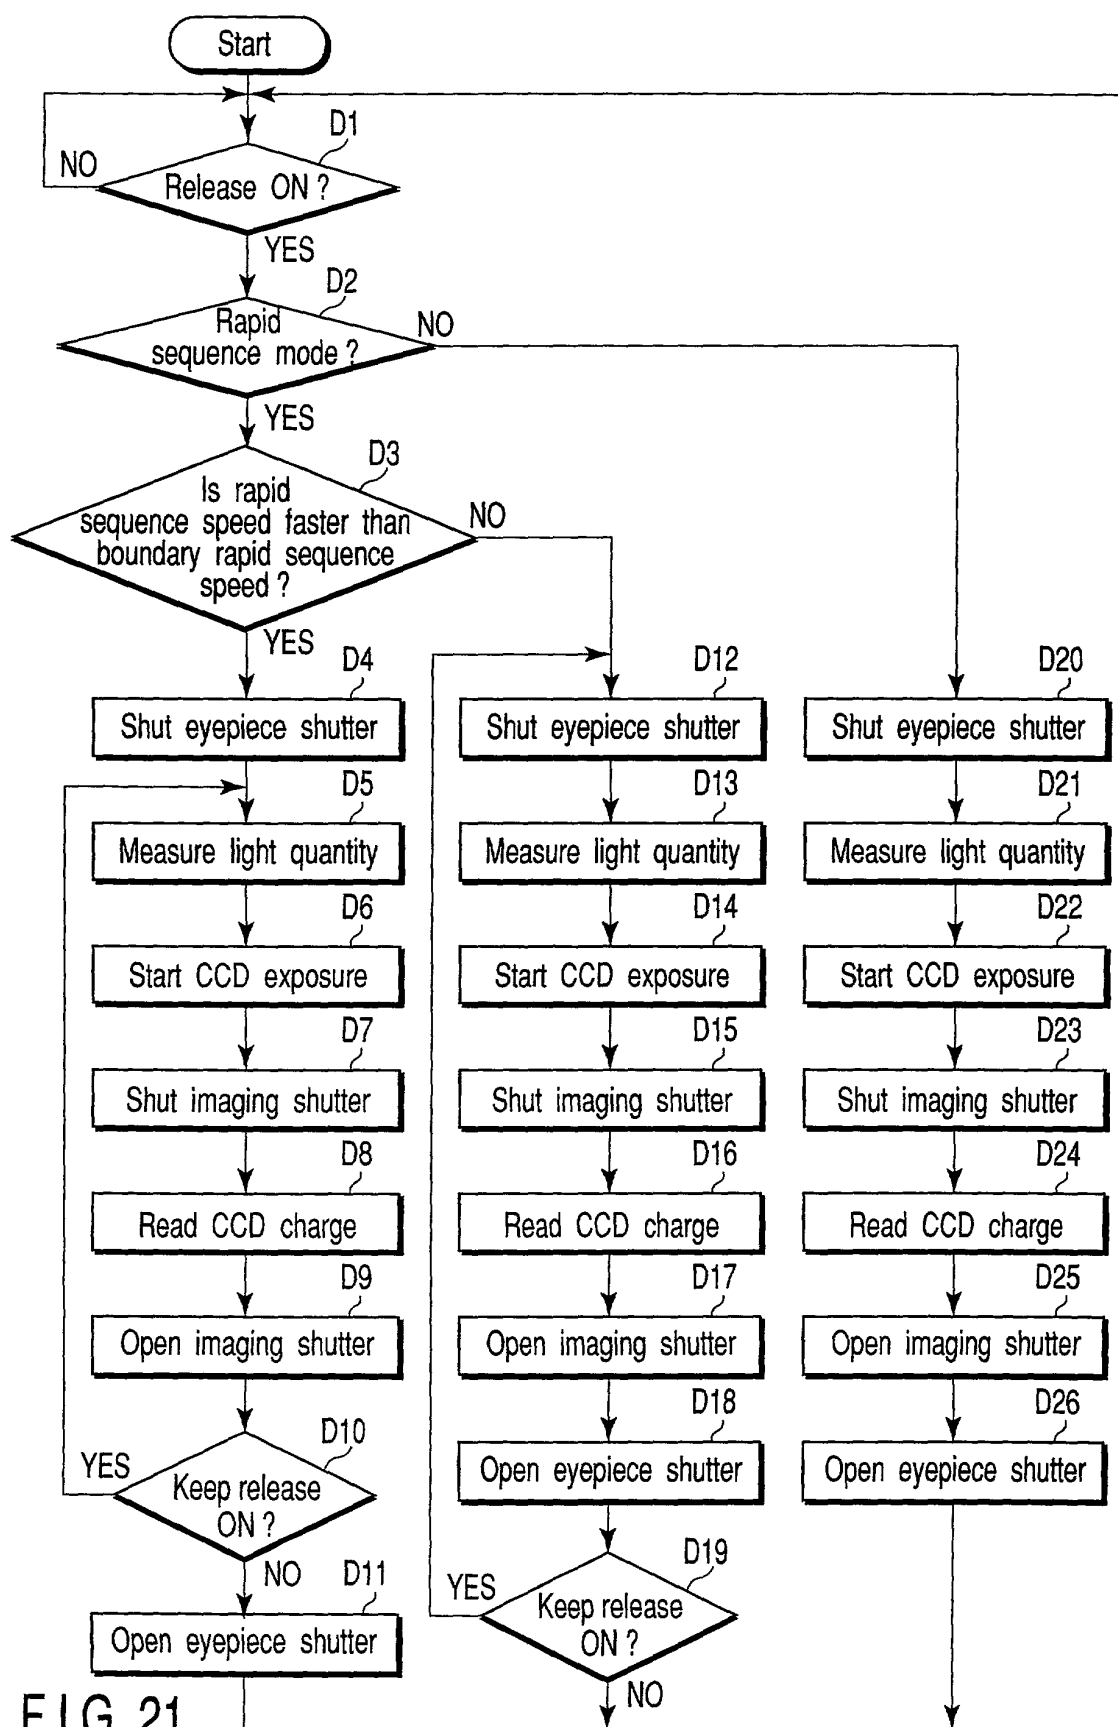 Start
D1
NO
Release ON ?
YES
D2
Rapid
sequence mode ?
NO
YES
D3
Is rapid
sequence speed faster than
boundary rapid sequence
speed ?
NO
YES
D4
Shut eyepiece shutter
D5
Measure light quantity
D6
Start CCD exposure
D7
Shut imaging shutter
D8
Read CCD charge
D9
Open imaging shutter
D10
YES
Keep release
ON ?
NO
D11
Open eyepiece shutter
D12
Shut eyepiece shutter
D13
Measure light quantity
D14
Start CCD exposure
D15
Shut imaging shutter
D16
Read CCD charge
D17
Open imaging shutter
D18
Open eyepiece shutter
D19
YES
Keep release
ON ?
NO
D20
Shut eyepiece shutter
D21
Measure light quantity
D22
Start CCD exposure
D23
Shut imaging shutter
D24
Read CCD charge
D25
Open imaging shutter
D26
Open eyepiece shutter
FIG. 21